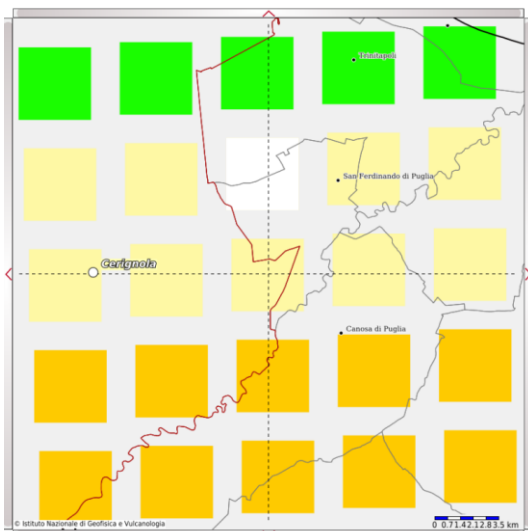 Trinitapoli
San Ferdinando di Puglia
Cerignola
Canosa di Puglia
© Istituto Nazionale di Geofisica e Vulcanologia
0 0.71.42.12.83.5 km